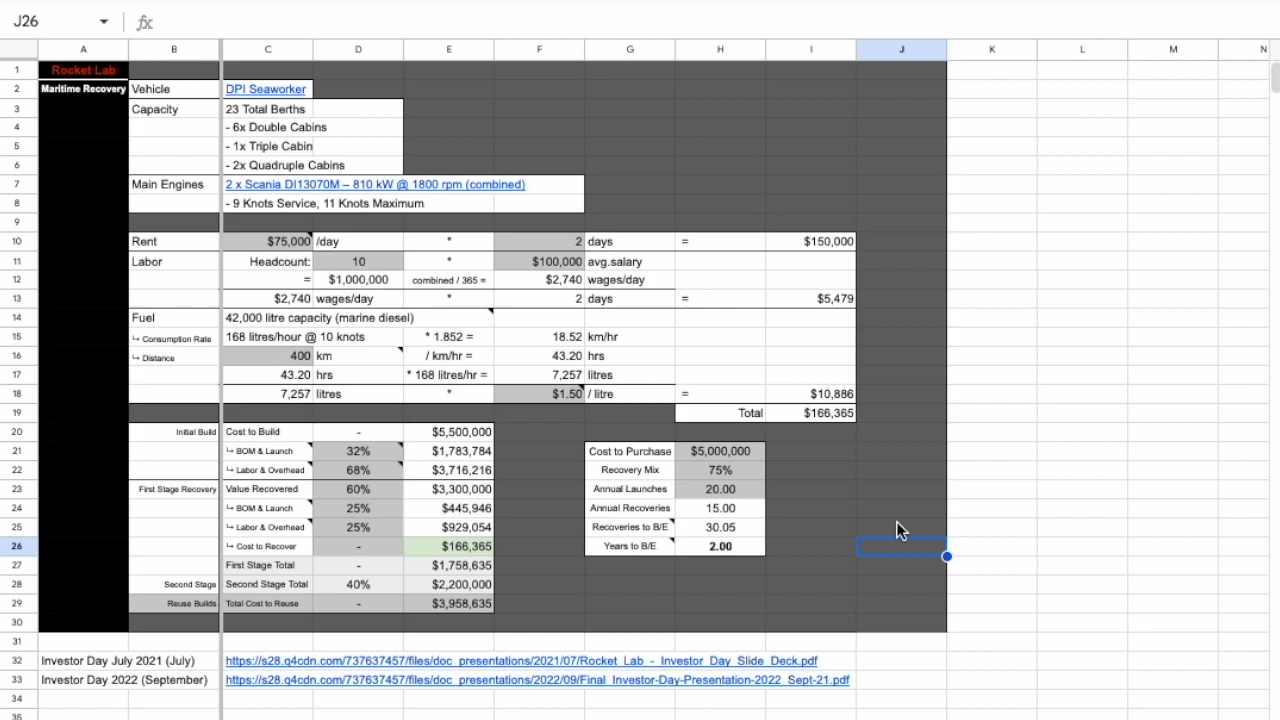 J26 fx
A B C D E F G H I J K L M N
1 Rocket Lab
2 Maritime Recovery Vehicle DPI Seaworker
3 Capacity 23 Total Berths
4 - 6x Double Cabins
5 - 1x Triple Cabin
6 - 2x Quadruple Cabins
7 Main Engines 2 x Scania DI13070M – 810 kW @ 1800 rpm (combined)
8 - 9 Knots Service, 11 Knots Maximum
9
10 Rent $75,000 /day * 2 days = $150,000
11 Labor Headcount: 10 * $100,000 avg.salary
12 = $1,000,000 combined / 365 = $2,740 wages/day
13 $2,740 wages/day * 2 days = $5,479
14 Fuel 42,000 litre capacity (marine diesel)
15 ↳ Consumption Rate 168 litres/hour @ 10 knots * 1.852 = 18.52 km/hr
16 ↳ Distance 400 km / km/hr = 43.20 hrs
17 43.20 hrs * 168 litres/hr = 7,257 litres
18 7,257 litres * $1.50 / litre = $10,886
19 Total $166,365
20 Initial Build Cost to Build - $5,500,000
21 ↳ BOM & Launch 32% $1,783,784 Cost to Purchase $5,000,000
22 ↳ Labor & Overhead 68% $3,716,216 Recovery Mix 75%
23 First Stage Recovery Value Recovered 60% $3,300,000 Annual Launches 20.00
24 ↳ BOM & Launch 25% $445,946 Annual Recoveries 15.00
25 ↳ Labor & Overhead 25% $929,054 Recoveries to B/E 30.05
26 ↳ Cost to Recover - $166,365 Years to B/E 2.00
27 First Stage Total - $1,758,635
28 Second Stage Second Stage Total 40% $2,200,000
29 Reuse Builds Total Cost to Reuse - $3,958,635
30
31
32 Investor Day July 2021 (July) https://s28.q4cdn.com/737637457/files/doc_presentations/2021/07/Rocket_Lab_-_Investor_Day_Slide_Deck.pdf
33 Investor Day 2022 (September) https://s28.q4cdn.com/737637457/files/doc_presentations/2022/09/Final_Investor-Day-Presentation-2022_Sept-21.pdf
34
35